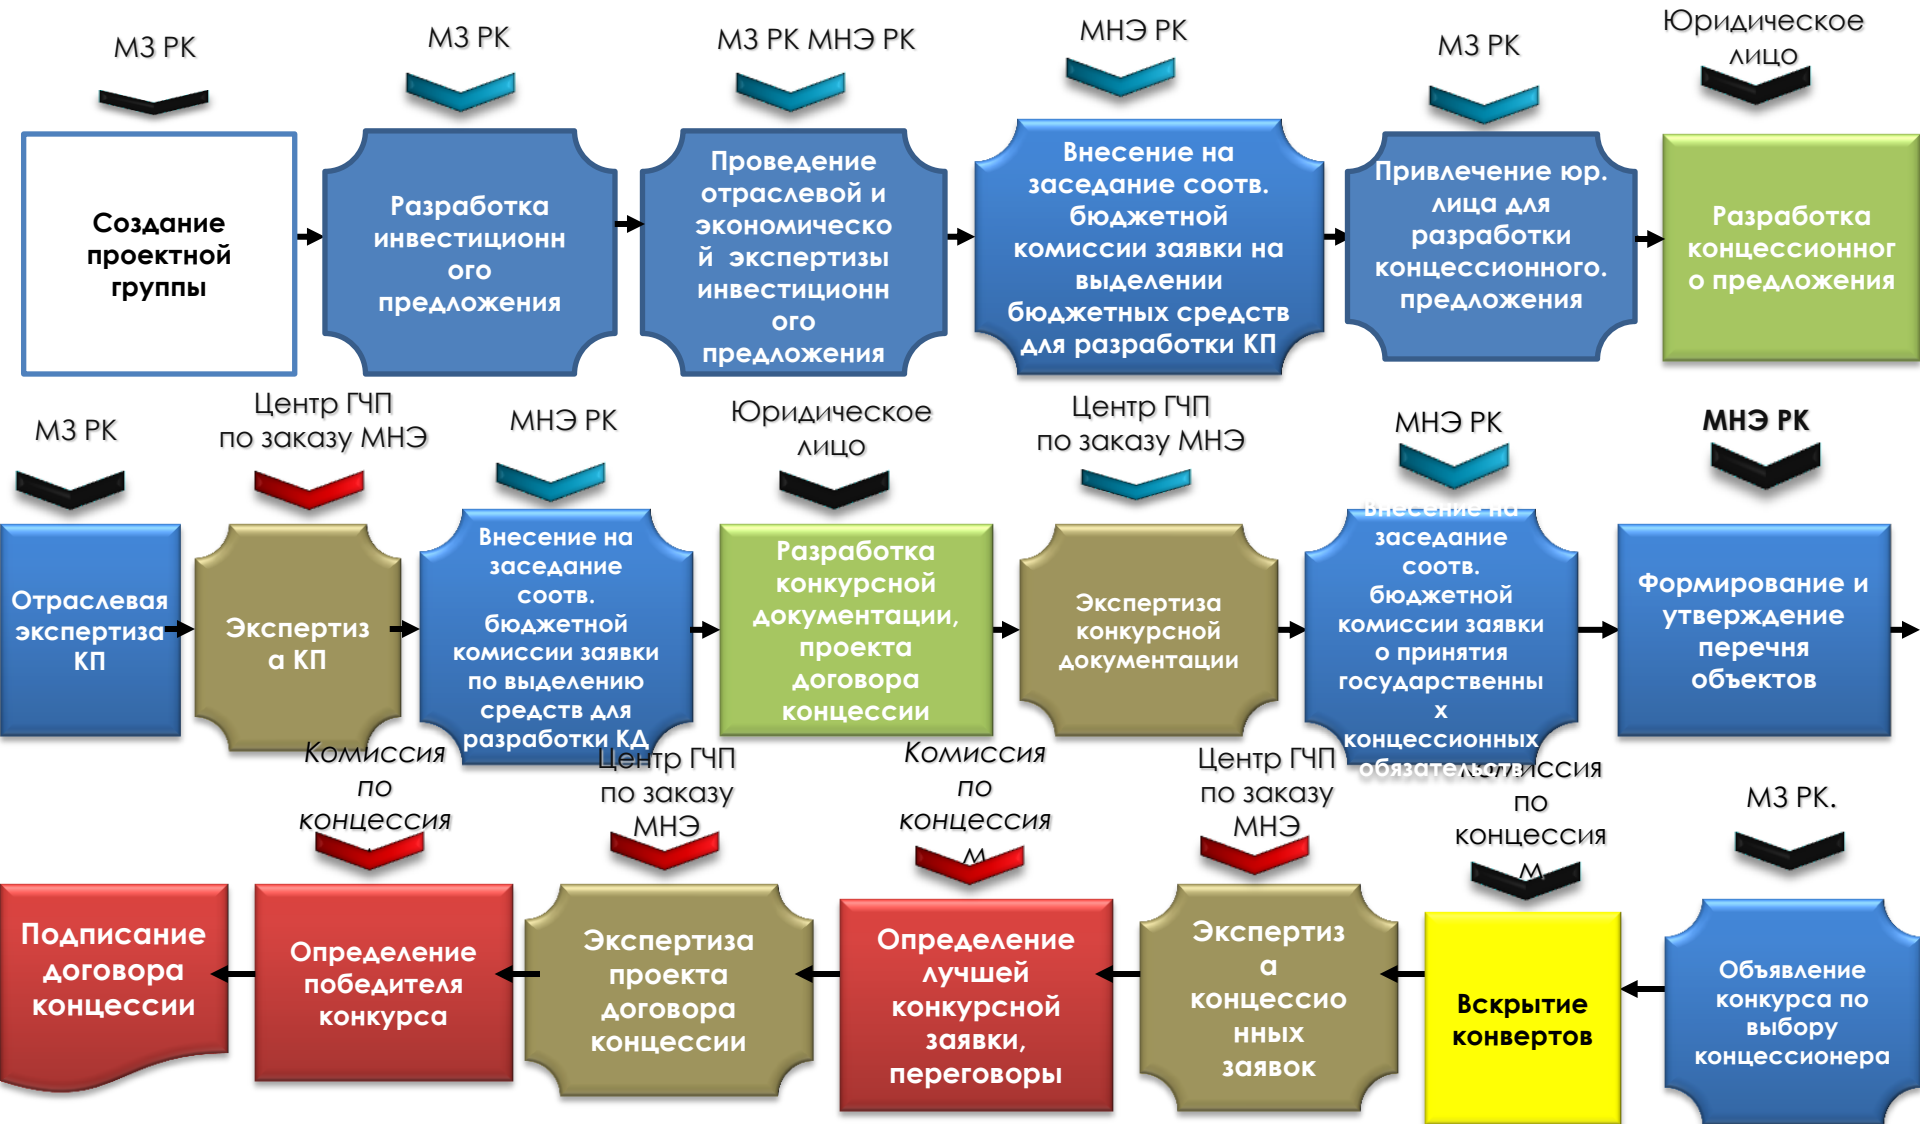 МЗ РК
МЗ РК
МЗ РК МНЭ РК
МНЭ РК
МЗ РК
Юридическое
лицо
Создание
проектной
группы
Разработка
инвестиционн
ого
предложения
Проведение
отраслевой и
экономическо
й экспертизы
инвестиционн
ого
предложения
Внесение на
заседание соотв.
бюджетной
комиссии заявки на
выделении
бюджетных средств
для разработки КП
Привлечение юр.
лица для
разработки
концессионного.
предложения
Разработка
концессионног
о предложения
МЗ РК
Центр ГЧП
по заказу МНЭ
МНЭ РК
Юридическое
лицо
Центр ГЧП
по заказу МНЭ
МНЭ РК
МНЭ РК
Отраслевая
экспертиза
КП
Экспертиз
а КП
Внесение на
заседание
соотв.
бюджетной
комиссии заявки
по выделению
средств для
разработки КД
Разработка
конкурсной
документации,
проекта
договора
концессии
Экспертиза
конкурсной
документации
Внесение на
заседание
соотв.
бюджетной
комиссии заявки
о принятия
государственны
х
концессионных
обязательств
Формирование и
утверждение
перечня
объектов
Комиссия
по
концессия
Центр ГЧП
по заказу
МНЭ
Комиссия
по
концессия
м
Центр ГЧП
по заказу
МНЭ
Комиссия
по
концессия
м
МЗ РК.
Подписание
договора
концессии
Определение
победителя
конкурса
Экспертиза
проекта
договора
концессии
Определение
лучшей
конкурсной
заявки,
переговоры
Экспертиз
а
концессио
нных
заявок
Вскрытие
конвертов
Объявление
конкурса по
выбору
концессионера